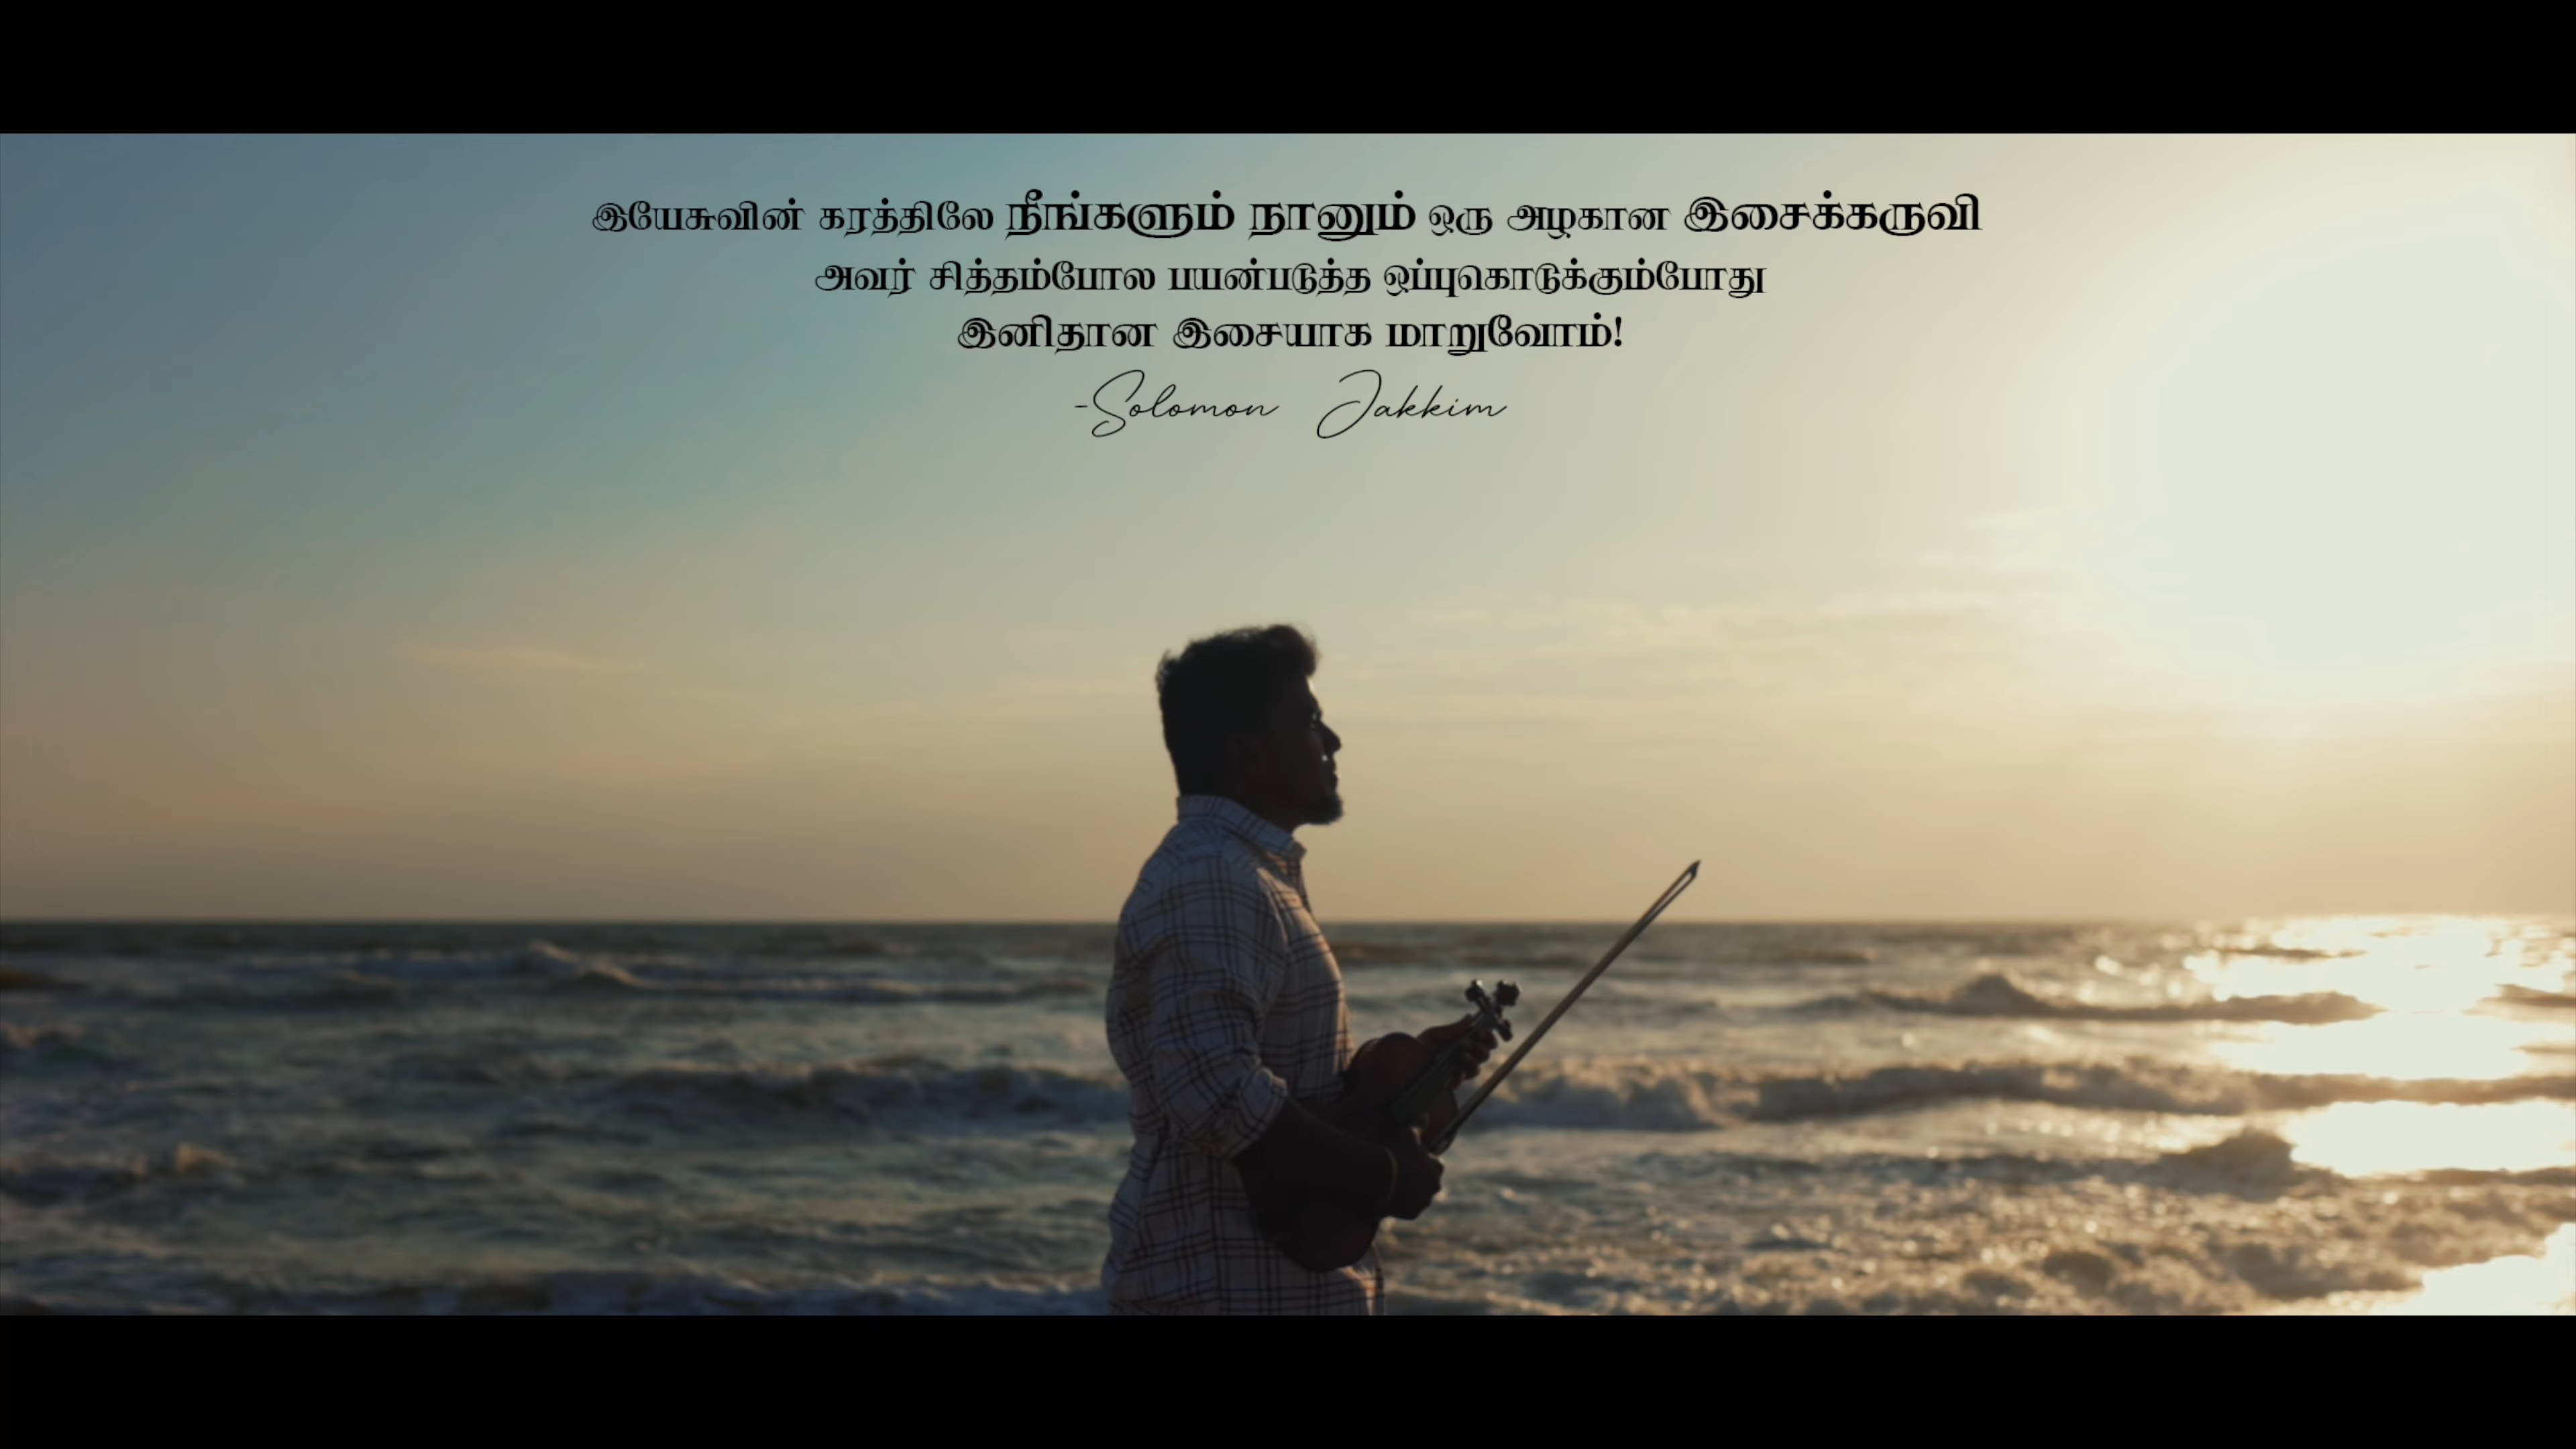 இயேசுவின் கரத்திலே நீங்களும் நானும் ஒரு அழகான இசைக்கருவி
அவர் சித்தம்போல பயன்படுத்த ஒப்புகொடுக்கும்போது
இனிதான இசையாக மாறுவோம்!
-Solomon Jakkim